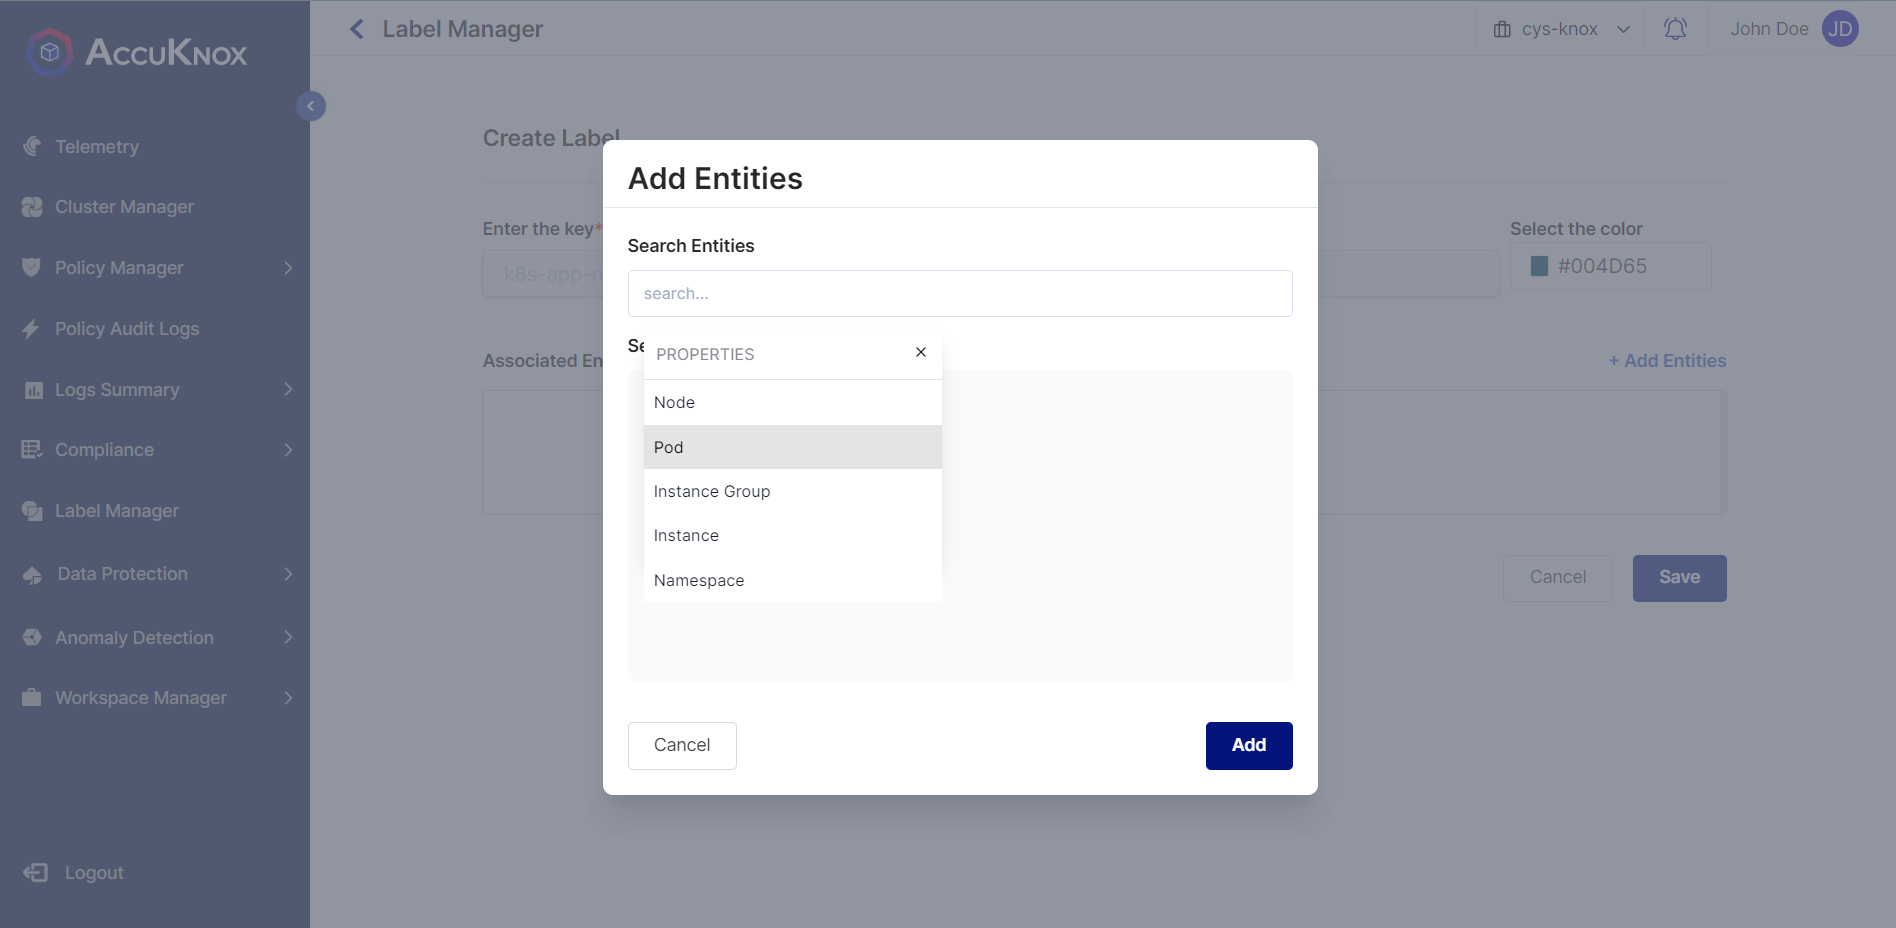 ACCUKNOX
Telemetry
Cluster Manager
Policy Manager
Policy Audit Logs
Logs Summary
Compliance
Label Manager
Data Protection
Anomaly Detection
Workspace Manager
Logout
Label Manager
cys-knox
John Doe
JD
Create Label
Enter the key*
k8s-app-n
Select the color
#004D65
Associated En
+ Add Entities
Cancel
Save
Add Entities
Search Entities
search...
Se
PROPERTIES
Node
Pod
Instance Group
Instance
Namespace
Cancel
Add